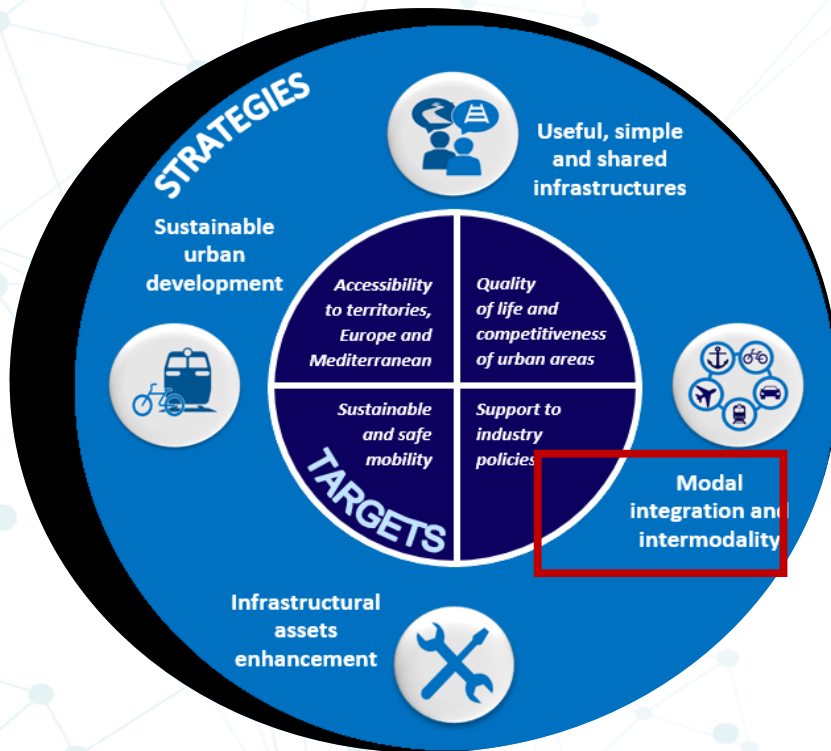 STRATEGIES
Useful, simple
and shared
infrastructures
Sustainable
urban
development
Accessibility
to territories,
Europe and
Mediterranean
Quality
of life and
competitiveness
of urban areas
Sustainable
and safe
mobility
Support to
industry
policies
TARGETS
Modal
integration and
intermodality
Infrastructural
assets
enhancement